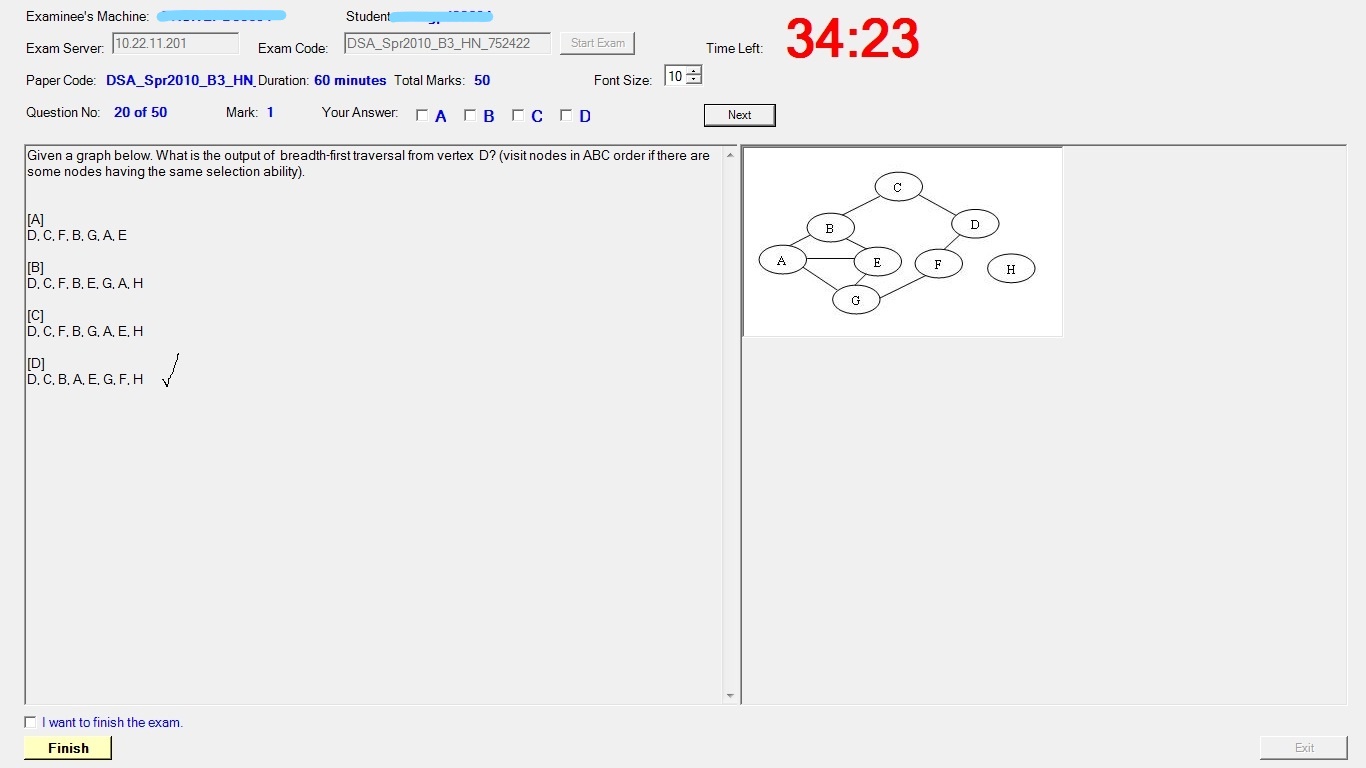 Examinee's Machine: Student
Exam Server: 10.22.11.201 Exam Code: DSA_Spr2010_B3_HN_752422 Start Exam Time Left: 34:23
Paper Code: DSA_Spr2010_B3_HN_ Duration: 60 minutes Total Marks: 50 Font Size: 10
Question No: 20 of 50 Mark: 1 Your Answer: A B C D Next
Given a graph below. What is the output of breadth-first traversal from vertex D? (visit nodes in ABC order if there are
some nodes having the same selection ability).
[A]
D, C, F, B, G, A, E
[B]
D, C, F, B, E, G, A, H
[C]
D, C, F, B, G, A, E, H
[D]
D, C, B, A, E, G, F, H
C
B D
A E F H
G
I want to finish the exam.
Finish Exit